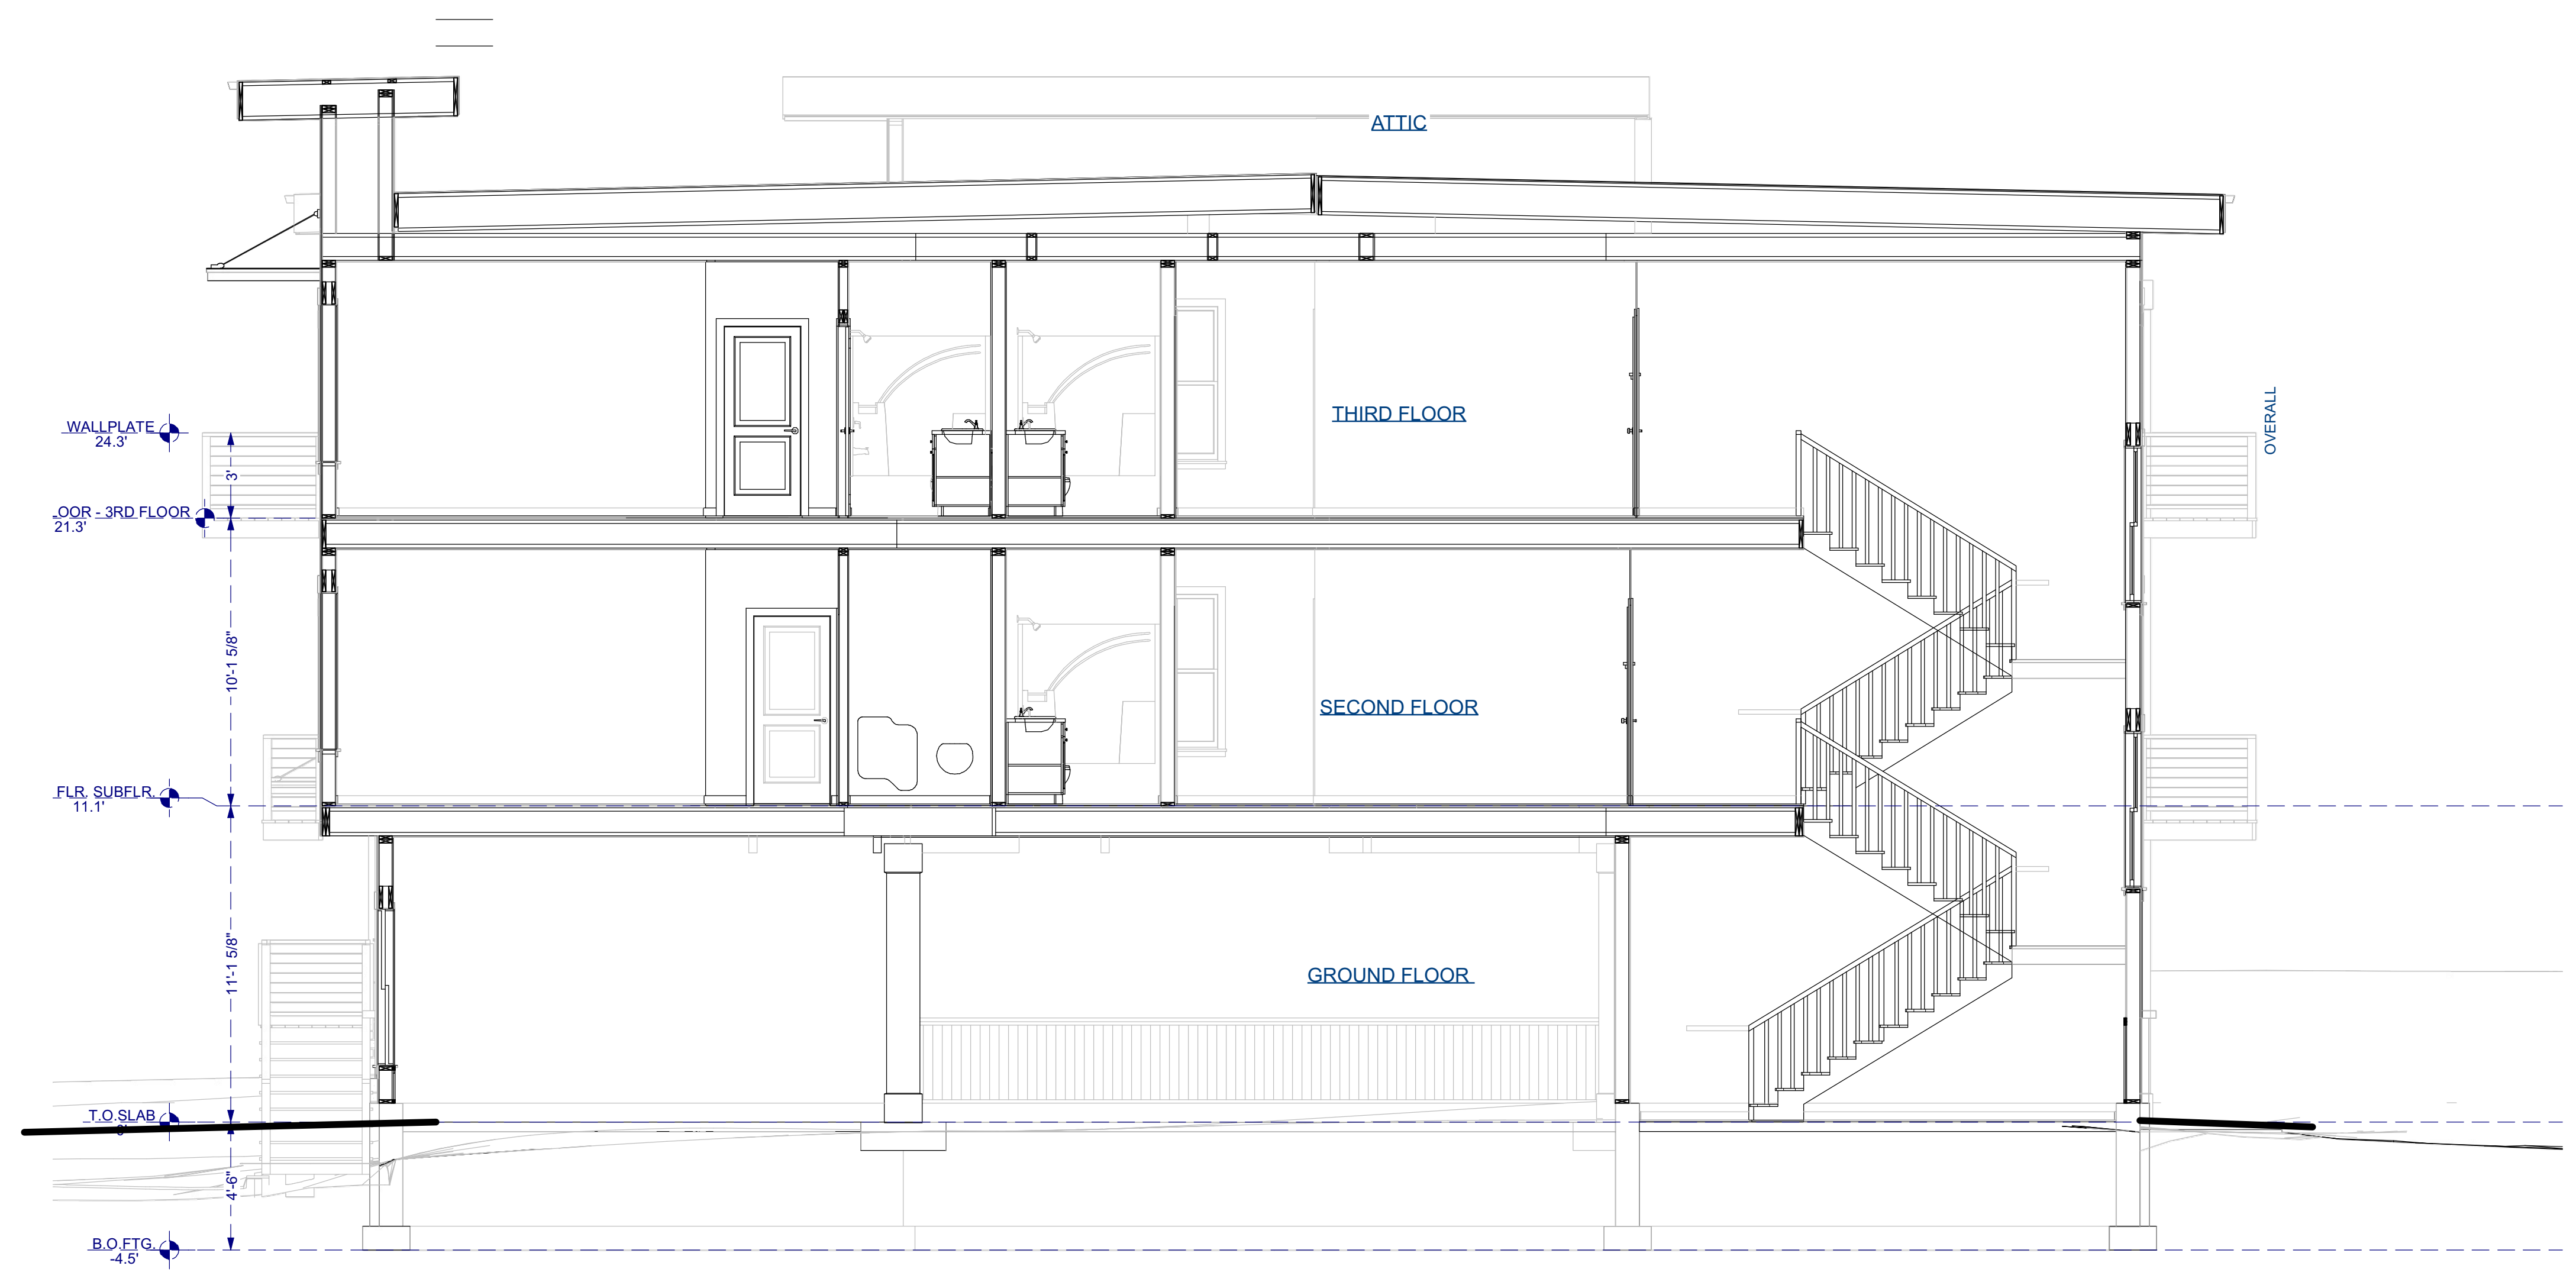 ATTIC
THIRD FLOOR
OVERALL
WALLPLATE
24.3'
3'
.OOR - 3RD FLOOR
21.3'
10'-1 5/8"
SECOND FLOOR
FLR. SUBFLR.
11.1'
11'-1 5/8"
GROUND FLOOR
T.O.SLAB
4'-6"
B.O.FTG.
-4.5'